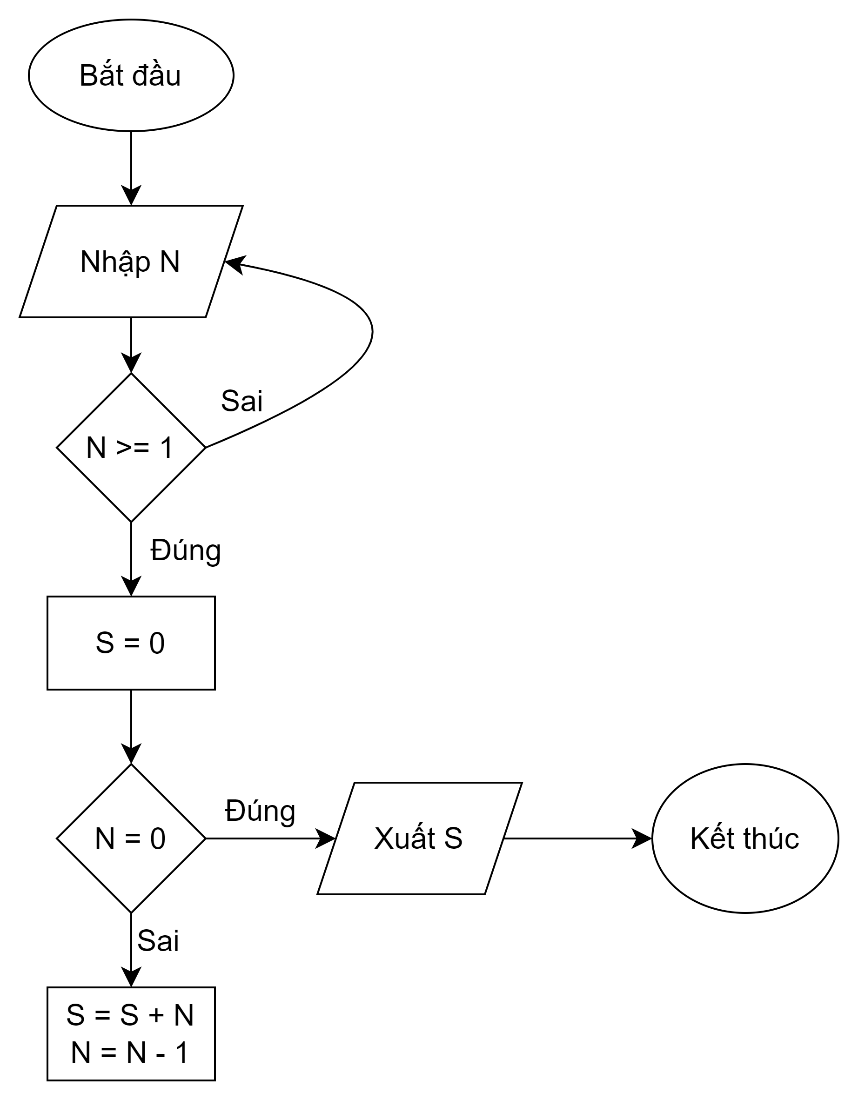 Bắt đầu
Nhập N
Sai
N >= 1
Đúng
S = 0
Đúng
N = 0
Xuất S
Kết thúc
Sai
S = S + N
N = N - 1